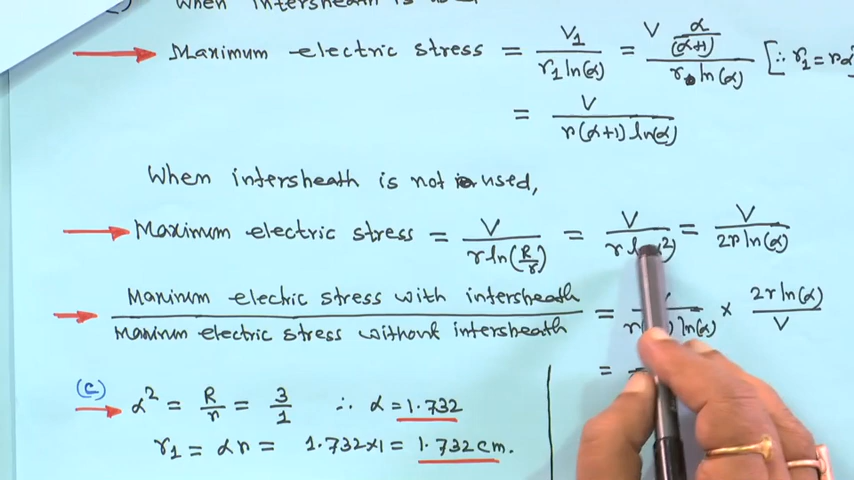 When intersheath is
Maximum electric stress = V1 / r1 ln(α) = V α/(α+1) / r ln(α) [∴ r1 = rα
= V / r(α+1) ln(α)
When intersheath is not used,
Maximum electric stress = V / r ln(R/r) = V / r = V / 2r ln(α)
Maximum electric stress with intersheath / Maximum electric stress without intersheath = ln(α) × 2r ln(α) / V
=
(c) α² = R/r = 3/1 ∴ α = 1.732
r1 = αr = 1.732×1 = 1.732 cm.